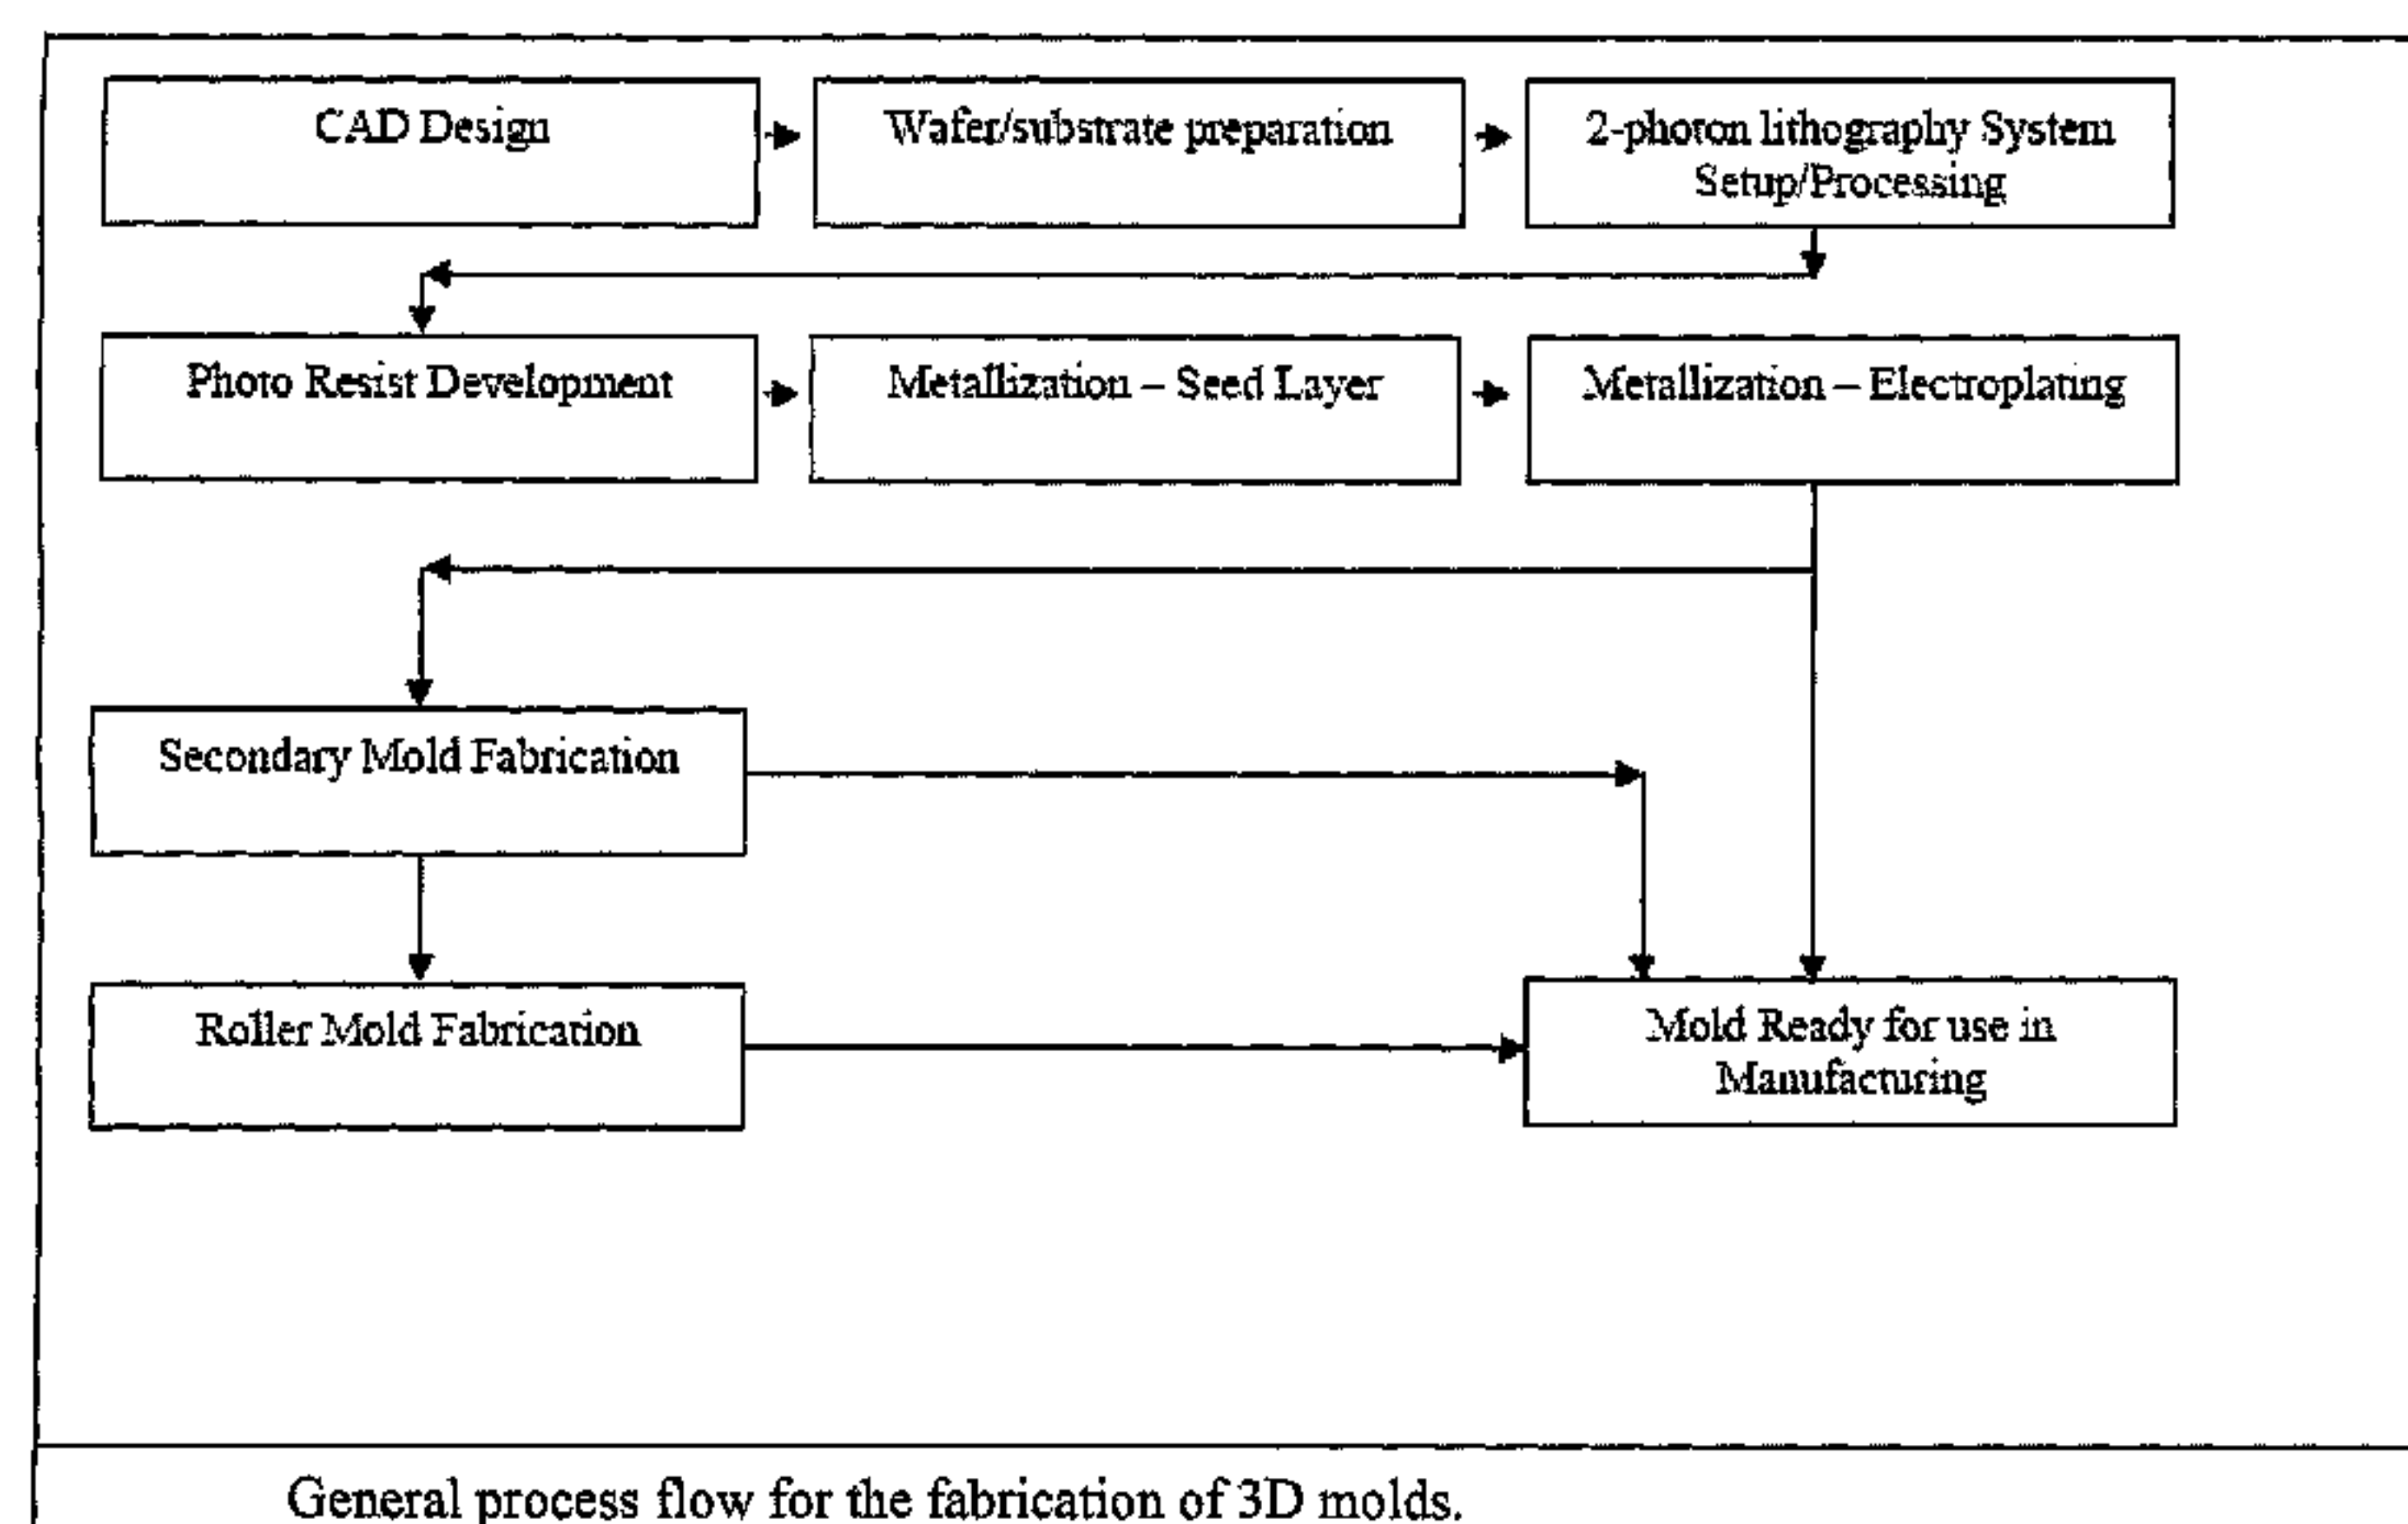 CAD Design
Wafer/substrate preparation
2-photon lithography System
Setup/Processing
Photo Resist Development
Metallization – Seed Layer
Metallization – Electroplating
Secondary Mold Fabrication
Roller Mold Fabrication
Mold Ready for use in
Manufacturing
General process flow for the fabrication of 3D molds.